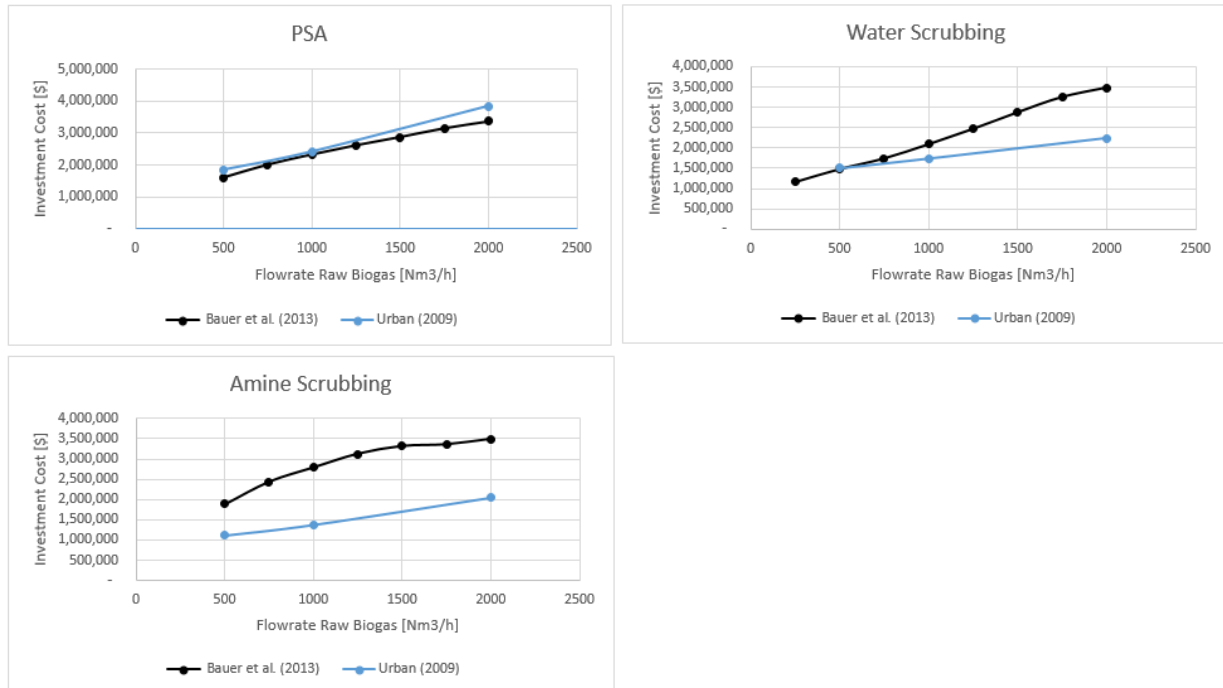 PSA
Investment Cost [$]
5,000,000
4,000,000
3,000,000
2,000,000
1,000,000
-
0 500 1000 1500 2000 2500
Flowrate Raw Biogas [Nm3/h]
Bauer et al. (2013) Urban (2009)
Water Scrubbing
Investment Cost [$]
4,000,000
3,500,000
3,000,000
2,500,000
2,000,000
1,500,000
1,000,000
500,000
-
0 500 1000 1500 2000 2500
Flowrate Raw Biogas [Nm3/h]
Bauer et al. (2013) Urban (2009)
Amine Scrubbing
Investment Cost [$]
4,000,000
3,500,000
3,000,000
2,500,000
2,000,000
1,500,000
1,000,000
500,000
-
0 500 1000 1500 2000 2500
Flowrate Raw Biogas [Nm3/h]
Bauer et al. (2013) Urban (2009)